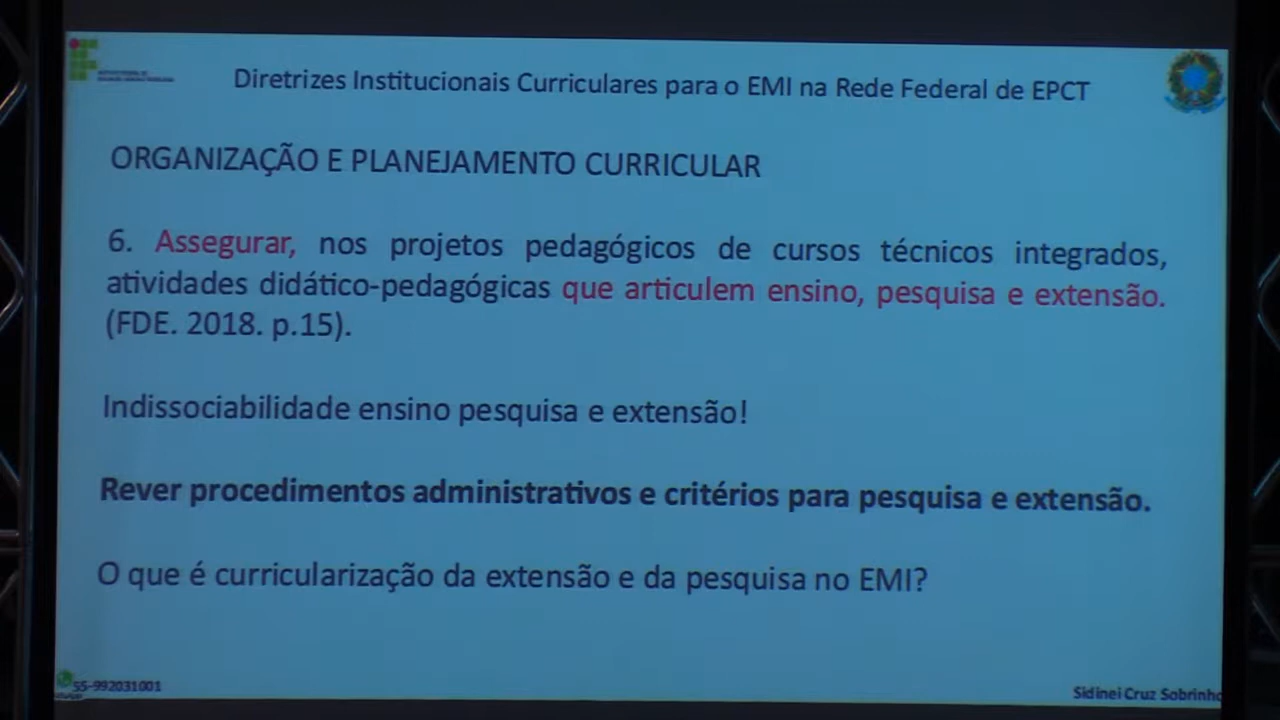 Diretrizes Institucionais Curriculares para o EMI na Rede Federal de EPCT
ORGANIZAÇÃO E PLANEJAMENTO CURRICULAR
6. Assegurar, nos projetos pedagógicos de cursos técnicos integrados,
atividades didático-pedagógicas que articulem ensino, pesquisa e extensão.
(FDE. 2018. p.15).
Indissociabilidade ensino pesquisa e extensão!
Rever procedimentos administrativos e critérios para pesquisa e extensão.
O que é curricularização da extensão e da pesquisa no EMI?
55-992031001
Sidinei Cruz Sobrinho